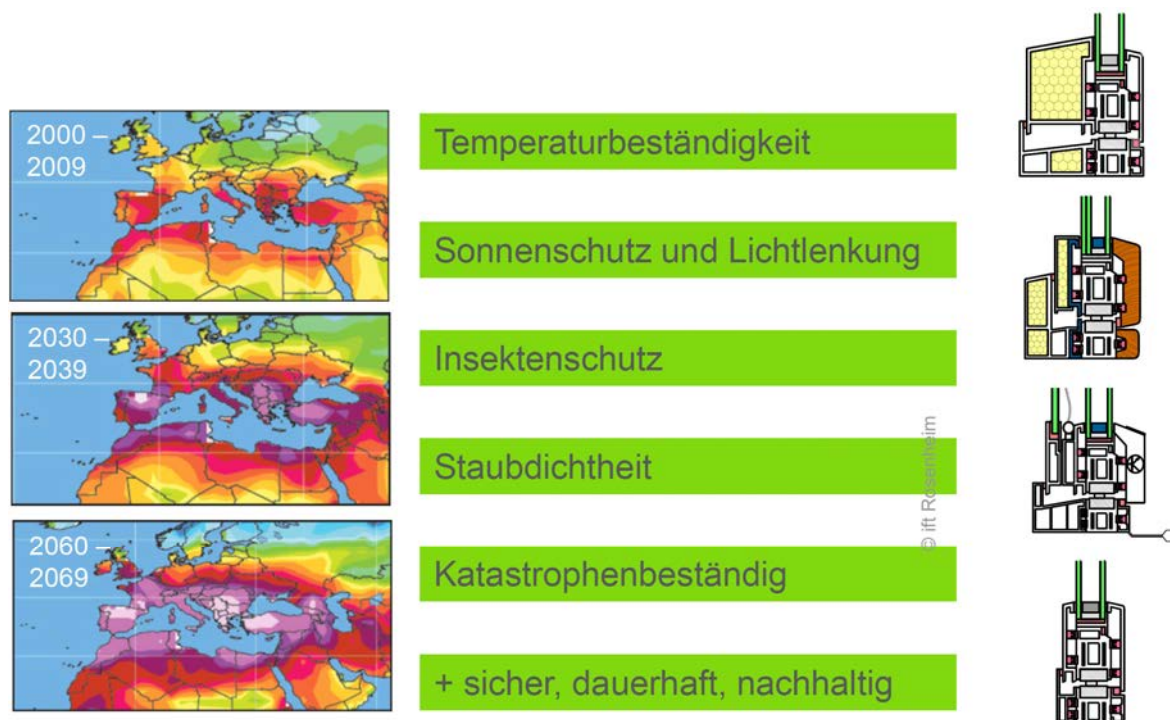 2000 –
2009
2030
2039
2060 –
2069
Temperaturbeständigkeit
Sonnenschutz und Lichtlenkung
Insektenschutz
Staubdichtheit
Katastrophenbeständig
+ sicher, dauerhaft, nachhaltig
© ift Rosenheim